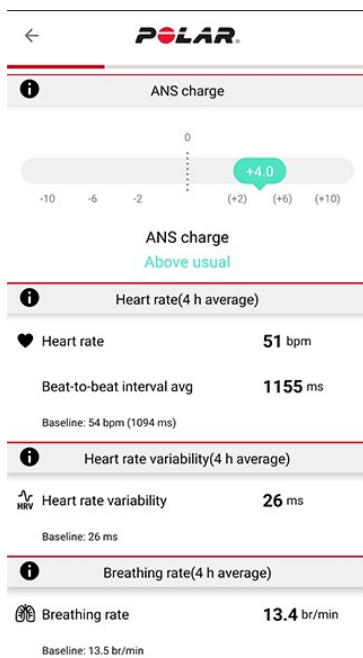 POLAR.
ANS charge
0
+4.0
-10 -6 -2 (+2) (+6) (+10)
ANS charge
Above usual
Heart rate(4 h average)
Heart rate 51 bpm
Beat-to-beat interval avg 1155 ms
Baseline: 54 bpm (1094 ms)
Heart rate variability(4 h average)
HRV Heart rate variability 26 ms
Baseline: 26 ms
Breathing rate(4 h average)
Breathing rate 13.4 br/min
Baseline: 13.5 br/min